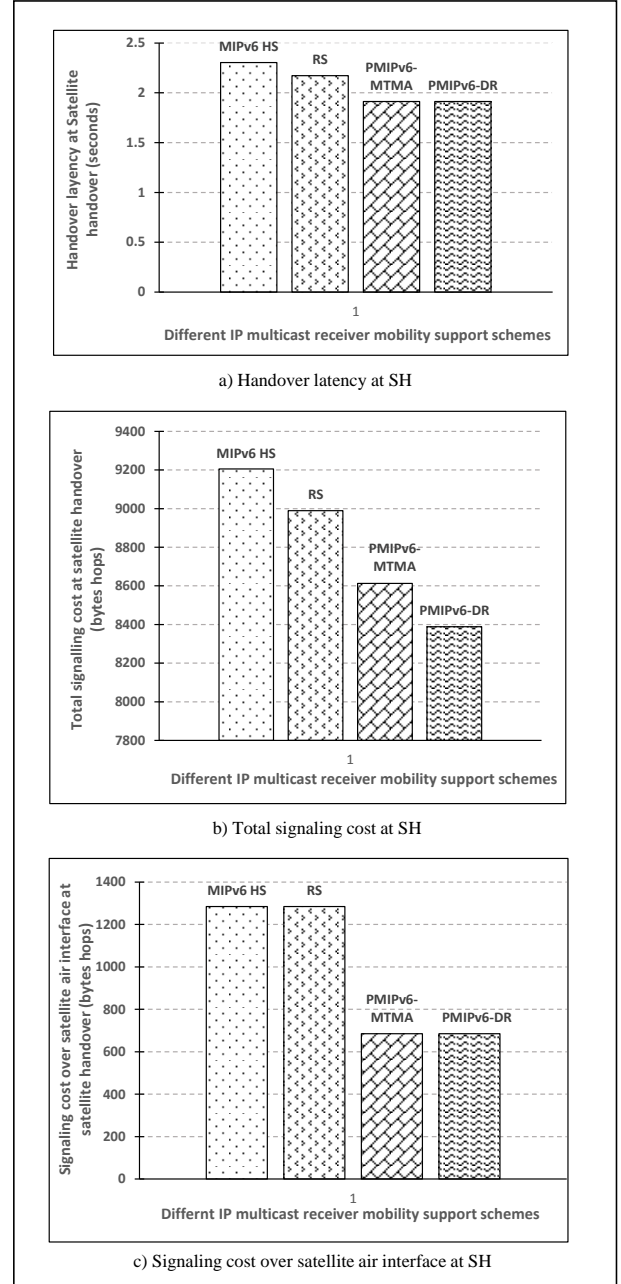 2.5
2
1.5
1
0.5
0
Handover layency at Satellite
handover (seconds)
MIPv6 HS
RS
PMIPv6-
MTMA
PMIPv6-DR
1
Different IP multicast receiver mobility support schemes
a) Handover latency at SH
9400
9200
9000
8800
8600
8400
8200
8000
7800
Total signalling cost at satellite handover
(bytes hops)
MIPv6 HS
RS
PMIPv6-
MTMA
PMIPv6-DR
1
Different IP multicast receiver mobility support schemes
b) Total signaling cost at SH
1400
1200
1000
800
600
400
200
0
Signaling cost over satellite air interface at
satellite handover (bytes hops)
MIPv6 HS
RS
PMIPv6-
MTMA
PMIPv6-DR
1
Differnt IP multicast receiver mobility support schemes
c) Signaling cost over satellite air interface at SH